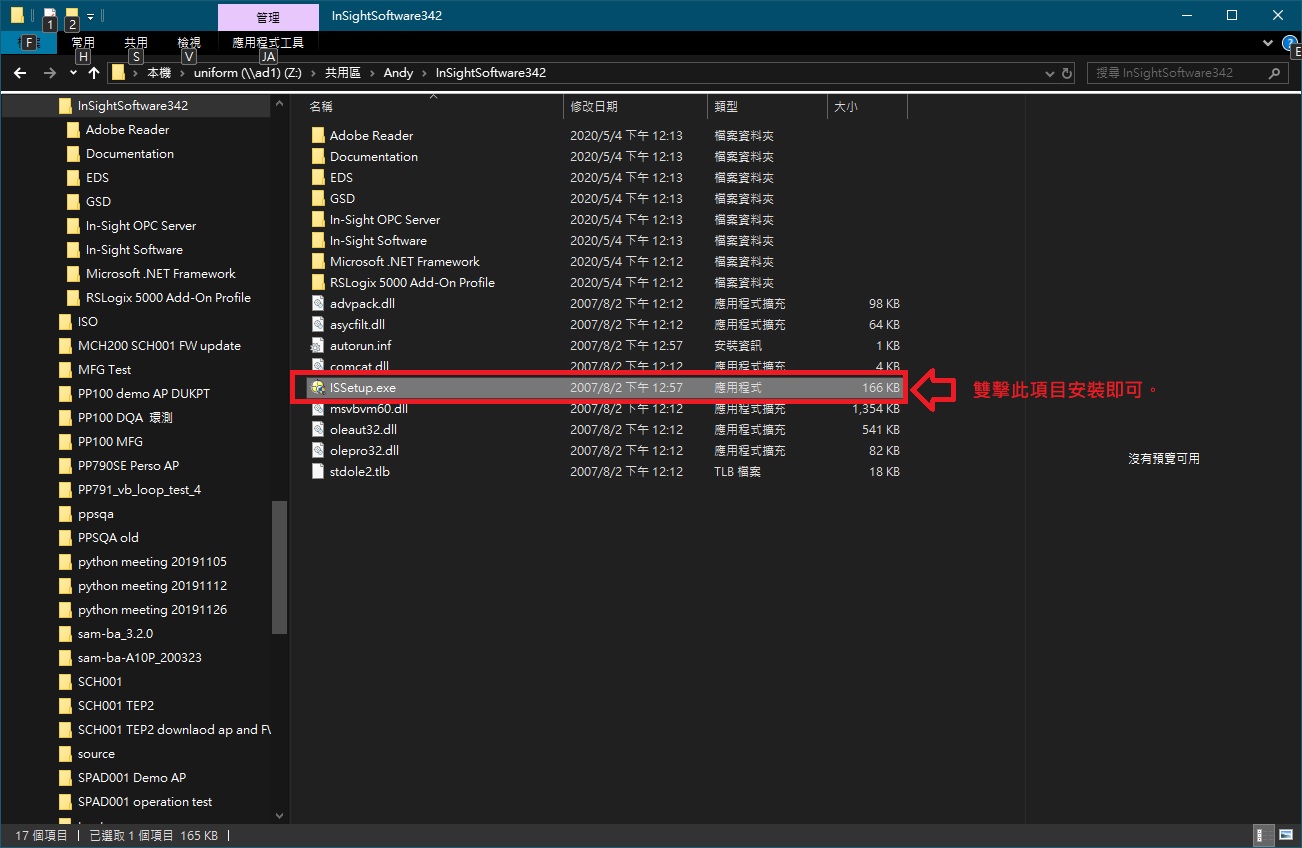 1 2 管理 InSightSoftware342
F 常用 共用 檢視 應用程式工具
H S V JA E
本機 › uniform (\\ad1) (Z:) › 共用區 › Andy › InSightSoftware342 搜尋 InSightSoftware342
InSightSoftware342
Adobe Reader
Documentation
EDS
GSD
In-Sight OPC Server
In-Sight Software
Microsoft .NET Framework
RSLogix 5000 Add-On Profile
ISO
MCH200 SCH001 FW update
MFG Test
PP100 demo AP DUKPT
PP100 DQA 環測
PP100 MFG
PP790SE Perso AP
PP791_vb_loop_test_4
ppsqa
PPSQA old
python meeting 20191105
python meeting 20191112
python meeting 20191126
sam-ba_3.2.0
sam-ba-A10P_200323
SCH001
SCH001 TEP2
SCH001 TEP2 downlaod ap and FW
source
SPAD001 Demo AP
SPAD001 operation test
名稱 修改日期 類型 大小
Adobe Reader 2020/5/4 下午 12:13 檔案資料夾
Documentation 2020/5/4 下午 12:13 檔案資料夾
EDS 2020/5/4 下午 12:13 檔案資料夾
GSD 2020/5/4 下午 12:13 檔案資料夾
In-Sight OPC Server 2020/5/4 下午 12:13 檔案資料夾
In-Sight Software 2020/5/4 下午 12:13 檔案資料夾
Microsoft .NET Framework 2020/5/4 下午 12:12 檔案資料夾
RSLogix 5000 Add-On Profile 2020/5/4 下午 12:12 檔案資料夾
advpack.dll 2007/8/2 下午 12:12 應用程式擴充 98 KB
asycfilt.dll 2007/8/2 下午 12:12 應用程式擴充 64 KB
autorun.inf 2007/8/2 下午 12:57 安裝資訊 1 KB
comcat.dll 2007/8/2 下午 12:12 應用程式擴充 4 KB
ISSetup.exe 2007/8/2 下午 12:57 應用程式 166 KB 雙擊此項目安裝即可。
msvbvm60.dll 2007/8/2 下午 12:12 應用程式擴充 1,354 KB
oleaut32.dll 2007/8/2 下午 12:12 應用程式擴充 541 KB
olepro32.dll 2007/8/2 下午 12:12 應用程式擴充 82 KB
stdole2.tlb 2007/8/2 下午 12:12 TLB 檔案 18 KB
沒有預覽可用
17 個項目 已選取 1 個項目 165 KB